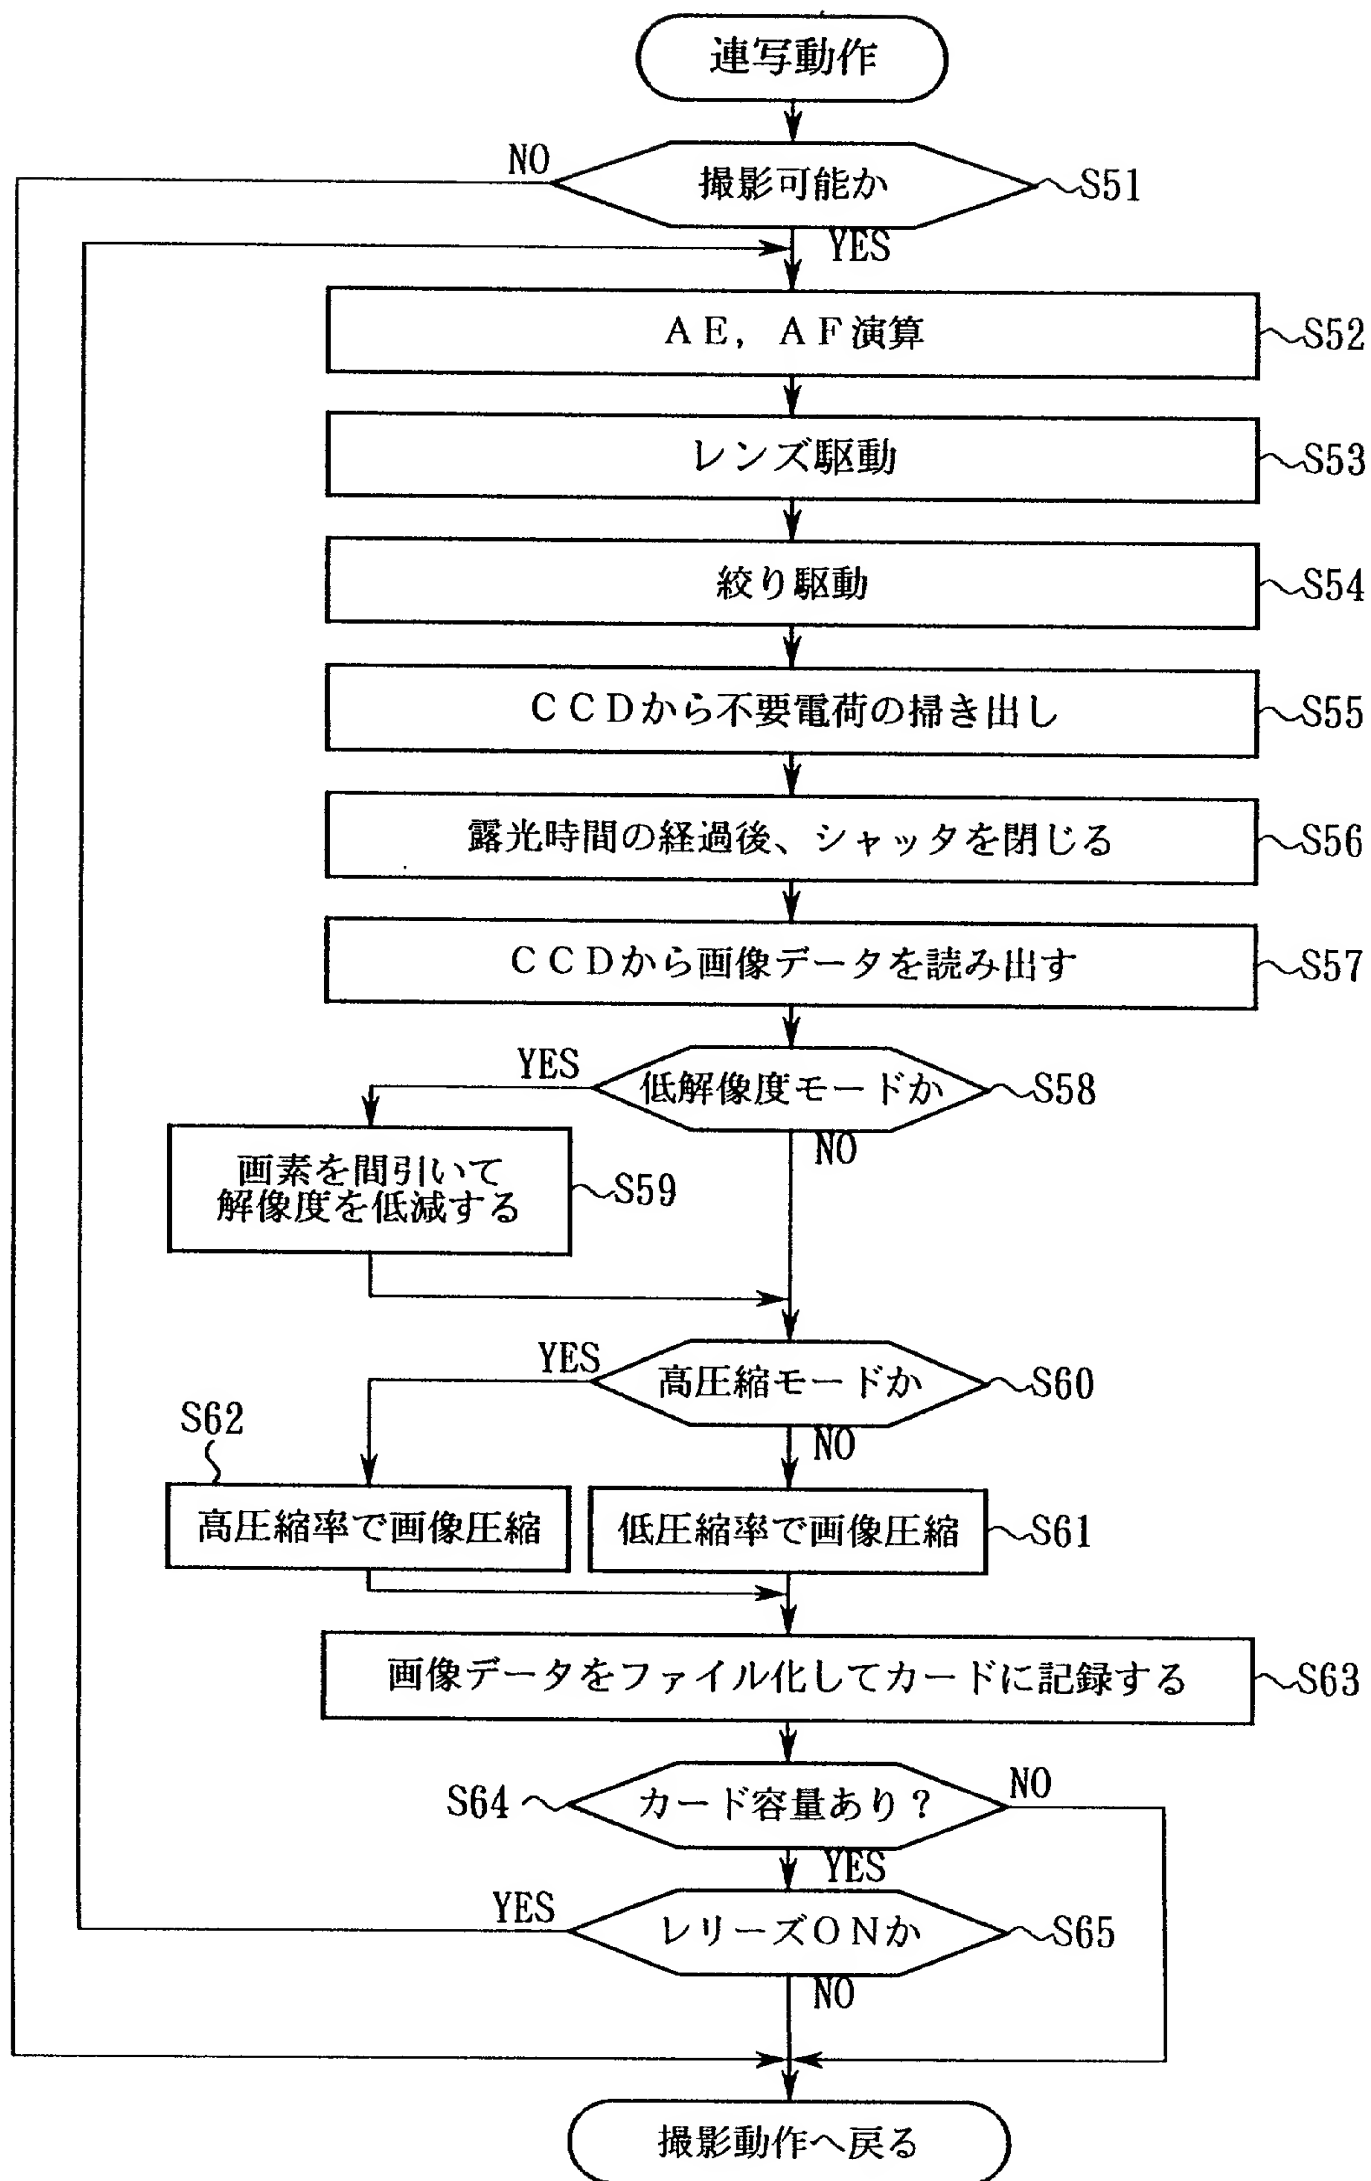 連写動作
NO
撮影可能か
S51
YES
AE,AF演算
S52
レンズ駆動
S53
絞り駆動
S54
CCDから不要電荷の掃き出し
S55
露光時間の経過後、シャッタを閉じる
S56
CCDから画像データを読み出す
S57
YES
低解像度モードか
S58
NO
画素を間引いて
解像度を低減する
S59
YES
高圧縮モードか
S60
NO
S62
高圧縮率で画像圧縮
低圧縮率で画像圧縮
S61
画像データをファイル化してカードに記録する
S63
S64
カード容量あり?
NO
YES
YES
レリーズONか
S65
NO
撮影動作へ戻る